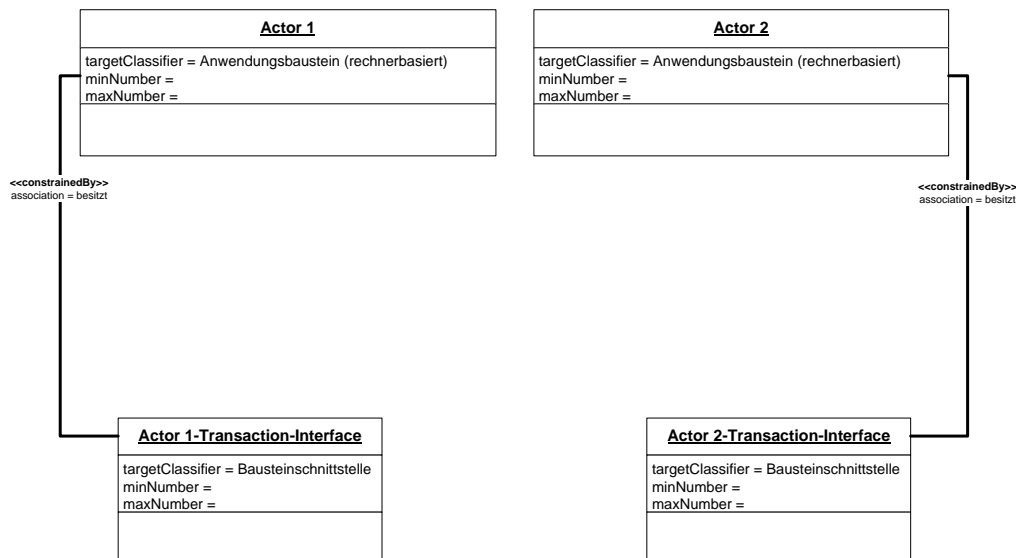 Actor 1
targetClassifier = Anwendungsbaustein (rechnerbasiert)
minNumber =
maxNumber =
Actor 2
targetClassifier = Anwendungsbaustein (rechnerbasiert)
minNumber =
maxNumber =
<<constrainedBy>>
association = besitzt
<<constrainedBy>>
association = besitzt
Actor 1-Transaction-Interface
targetClassifier = Bausteinschnittstelle
minNumber =
maxNumber =
Actor 2-Transaction-Interface
targetClassifier = Bausteinschnittstelle
minNumber =
maxNumber =